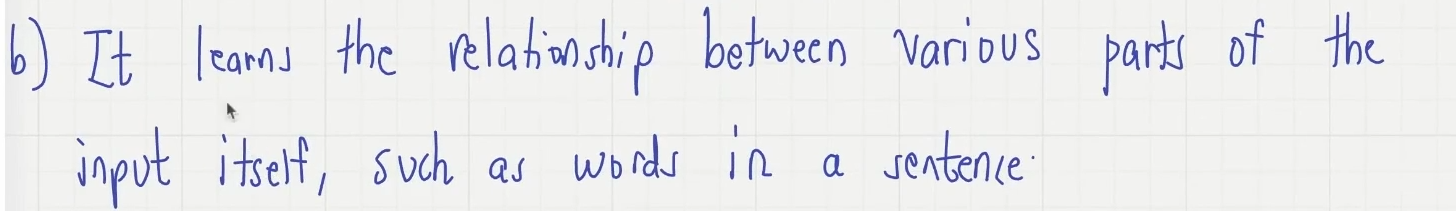 b) It learns the relationship between various parts of the
input itself, such as words in a sentence.